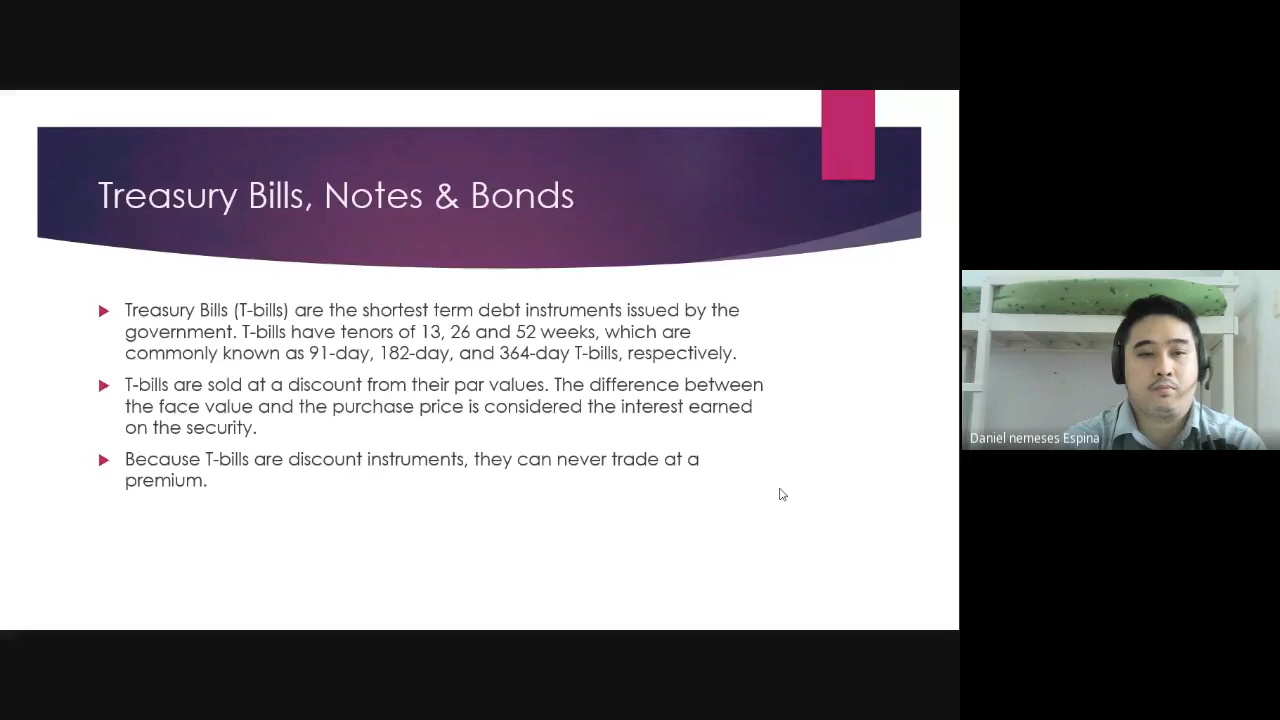 Treasury Bills, Notes & Bonds
Treasury Bills (T-bills) are the shortest term debt instruments issued by the
government. T-bills have tenors of 13, 26 and 52 weeks, which are
commonly known as 91-day, 182-day, and 364-day T-bills, respectively.
T-bills are sold at a discount from their par values. The difference between
the face value and the purchase price is considered the interest earned
on the security.
Because T-bills are discount instruments, they can never trade at a
premium.
Daniel nemeses Espina